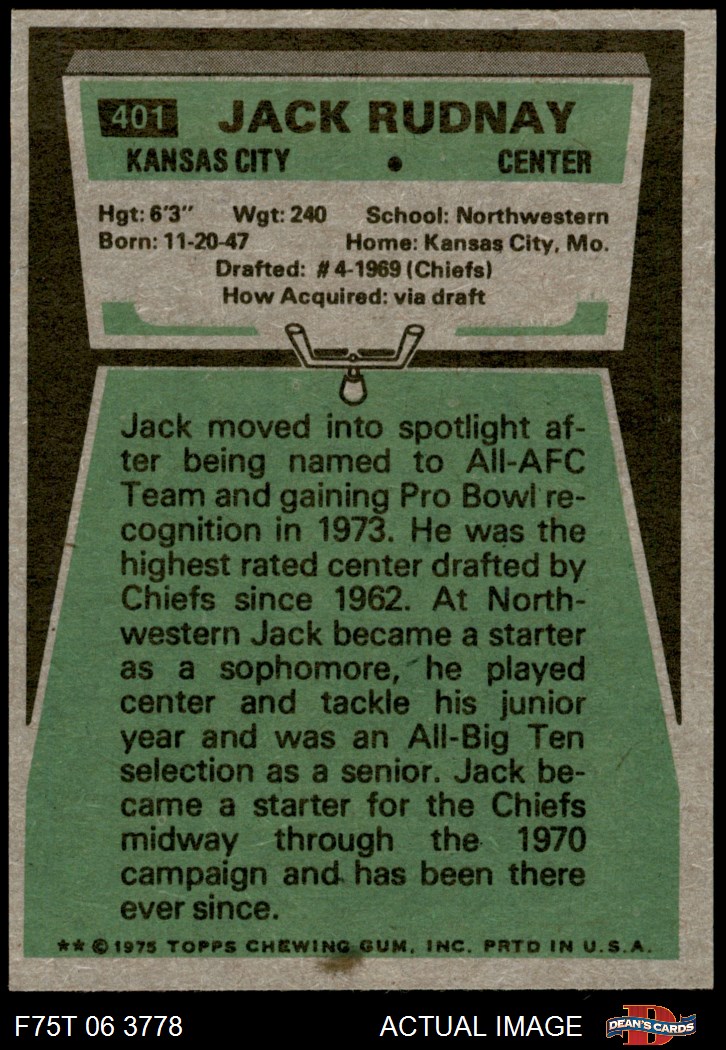 401 JACK RUDNAY
KANSAS CITY • CENTER
Hgt: 6'3" Wgt: 240 School: Northwestern
Born: 11-20-47 Home: Kansas City, Mo.
Drafted: #4-1969 (Chiefs)
How Acquired: via draft
Jack moved into spotlight af-
ter being named to All-AFC
Team and gaining Pro Bowl re-
cognition in 1973. He was the
highest rated center drafted by
Chiefs since 1962. At North-
western Jack became a starter
as a sophomore, he played
center and tackle his junior
year and was an All-Big Ten
selection as a senior. Jack be-
came a starter for the Chiefs
midway through the 1970
campaign and has been there
ever since.
** © 1975 TOPPS CHEWING GUM, INC. PRTD IN U.S.A.
F75T 06 3778 ACTUAL IMAGE D DEAN'S CARDS